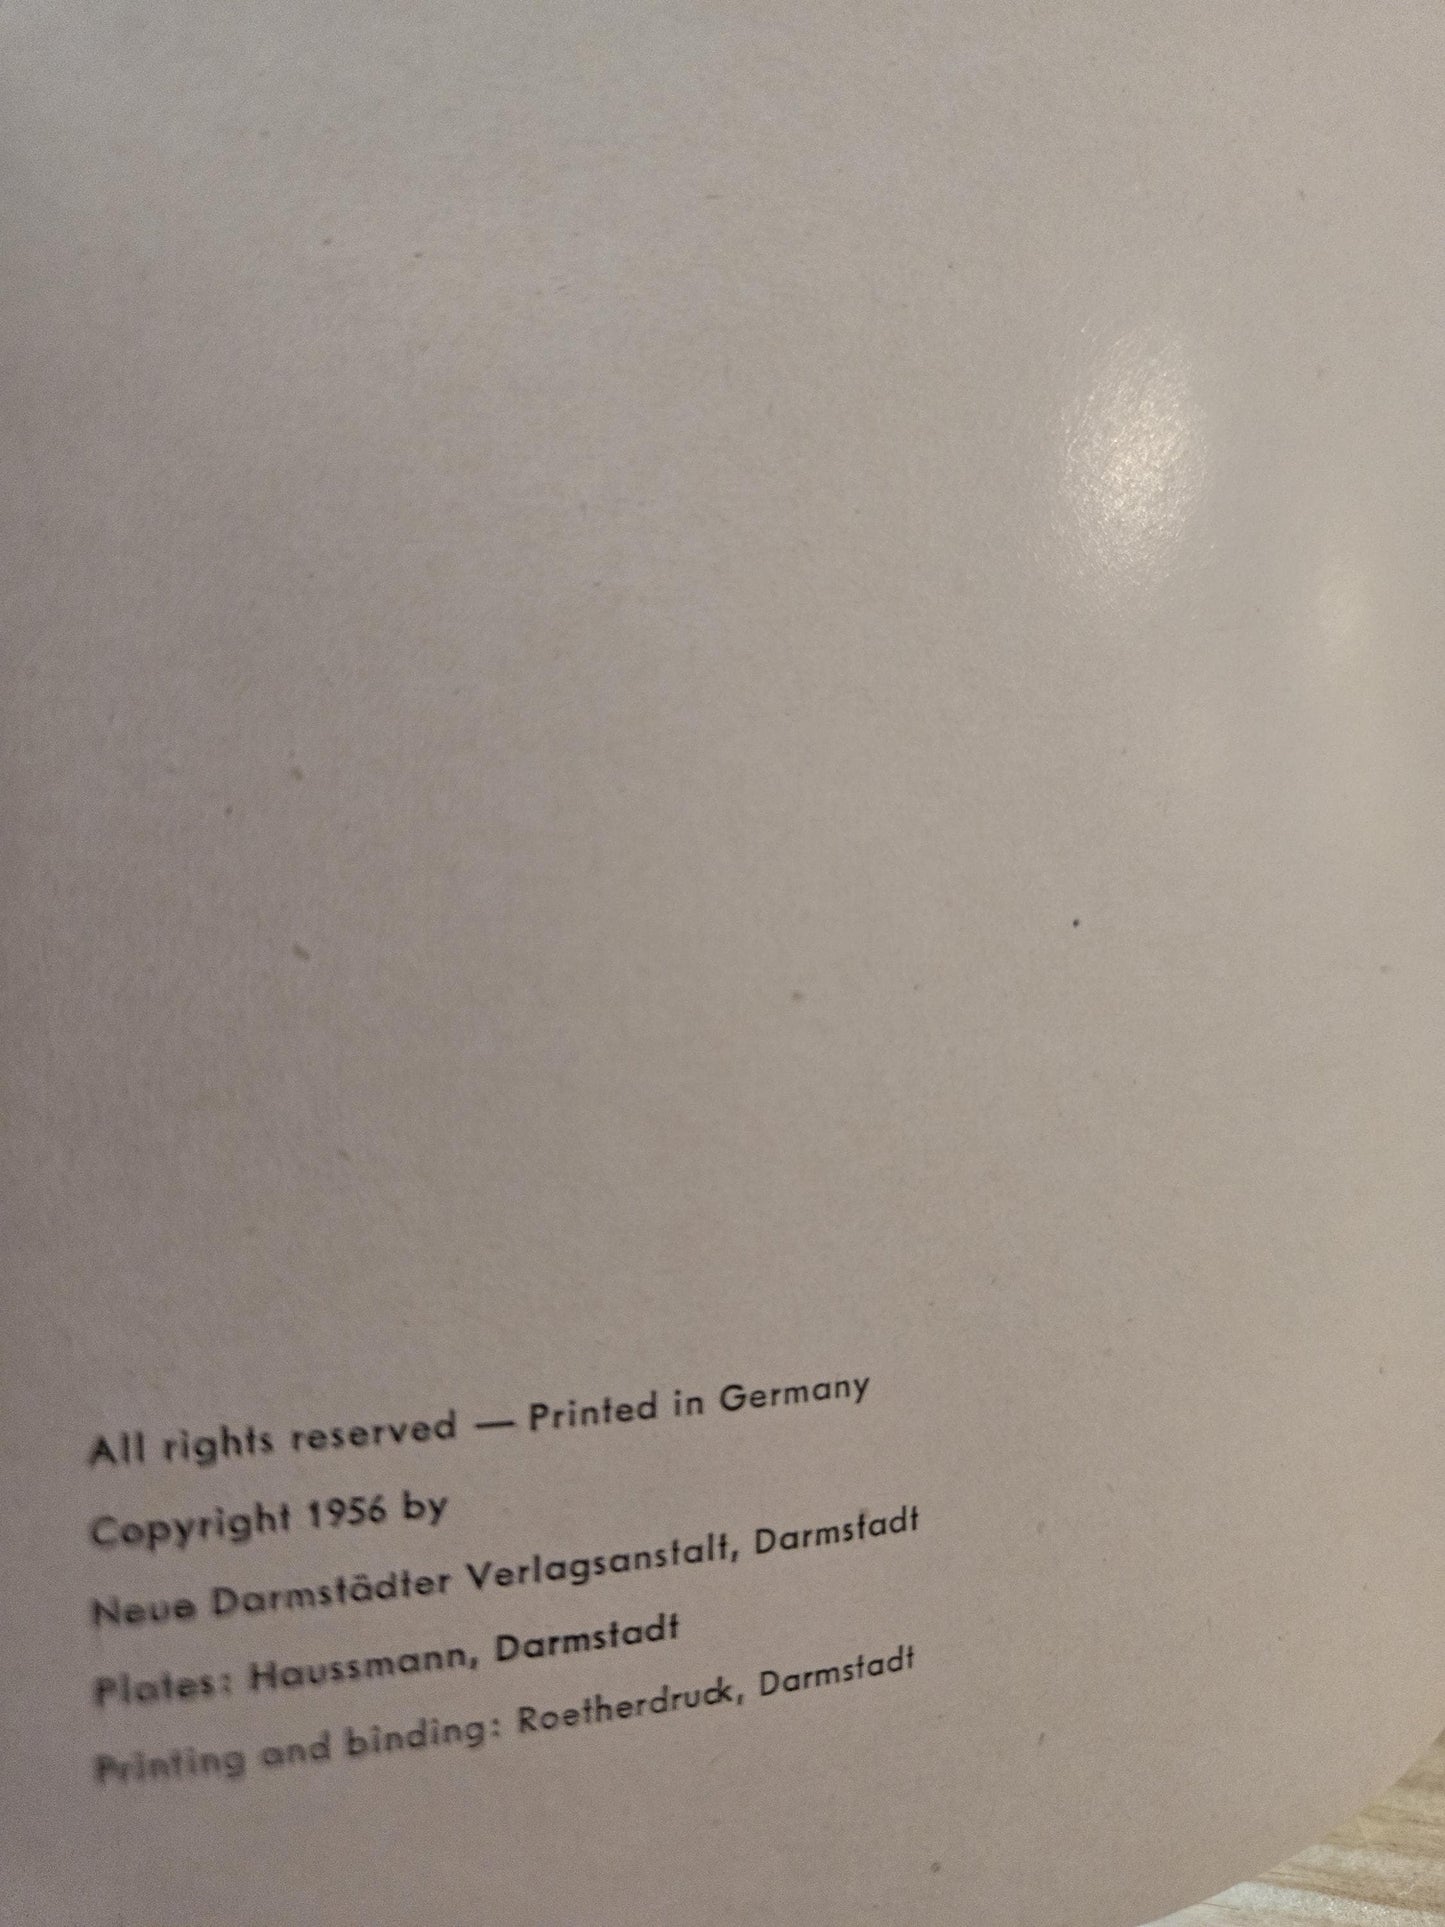 All rights reserved — Printed in Germany
Copyright 1956 by
Neue Darmstädter Verlagsanstalt, Darmstadt
Plates: Haussmann, Darmstadt
Printing and binding: Roetherdruck, Darmstadt